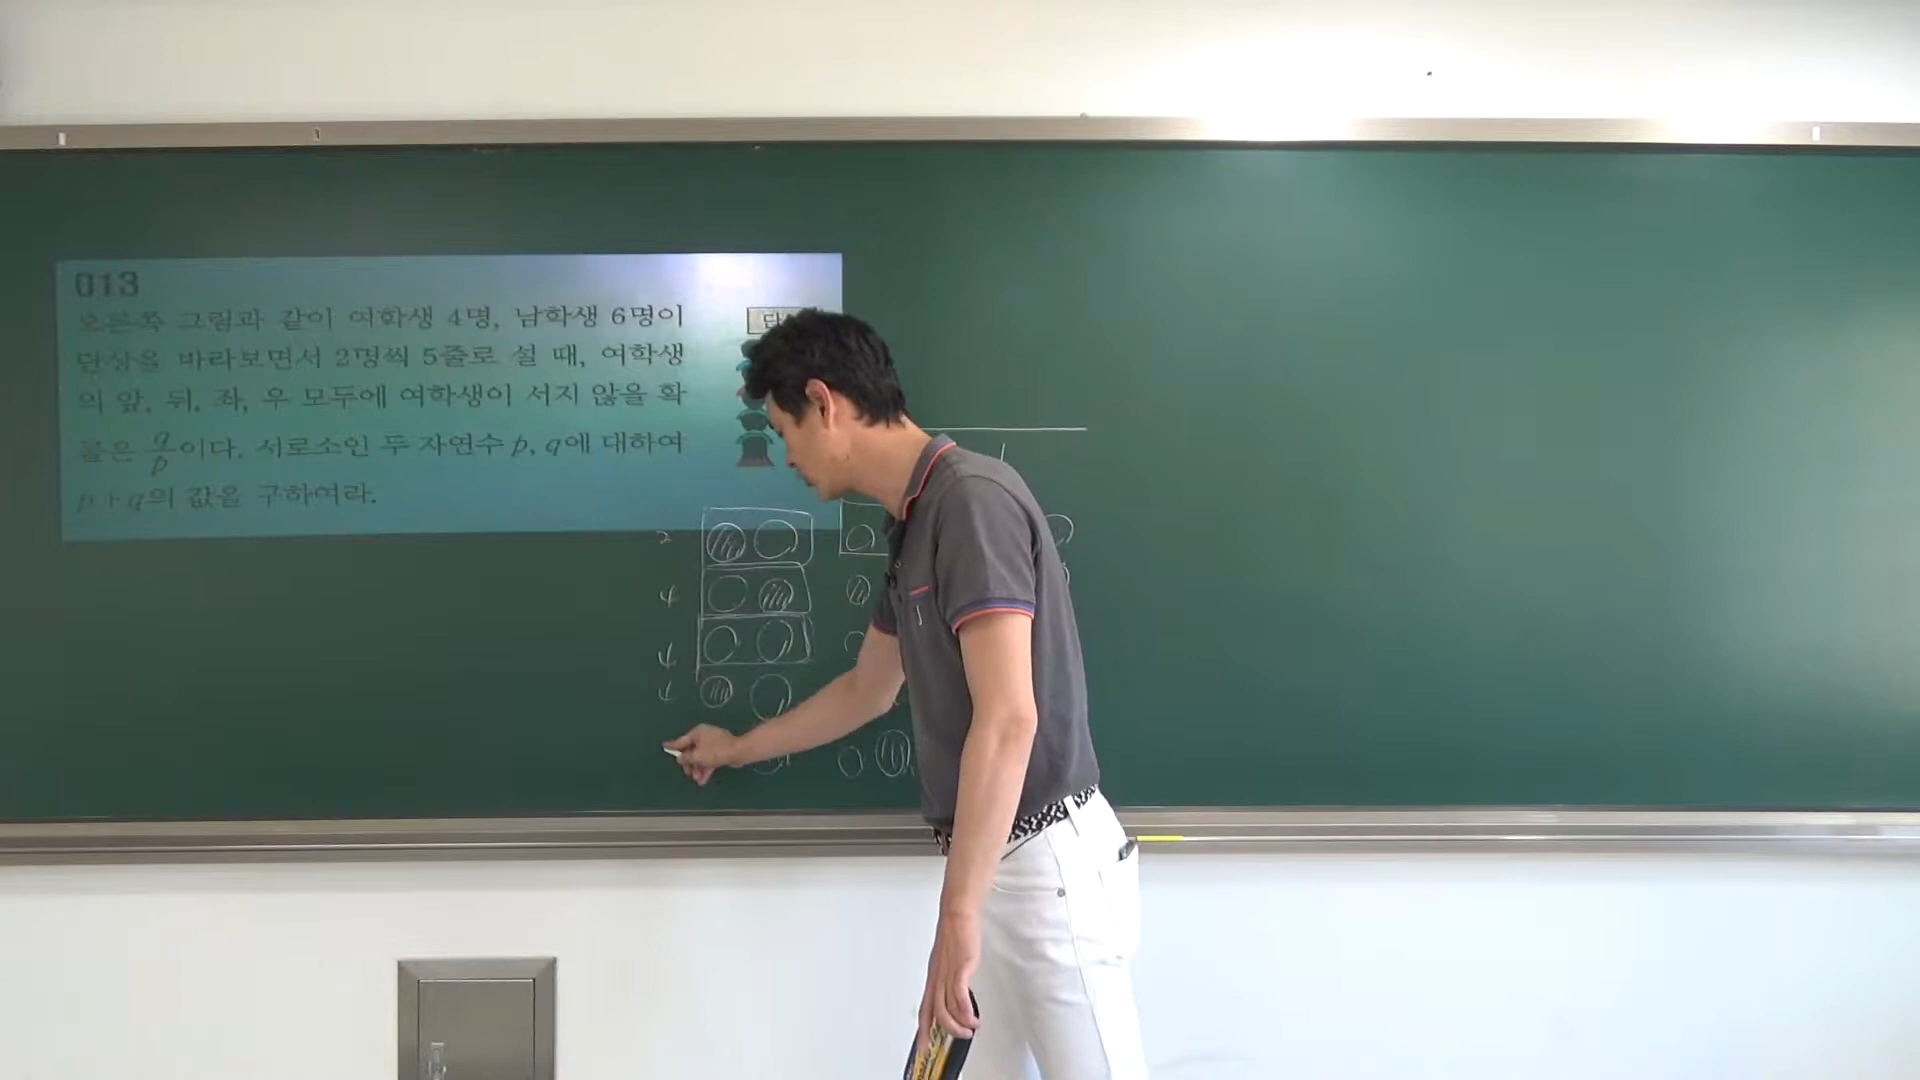 013
오른쪽 그림과 같이 여학생 4명, 남학생 6명이
단상을 바라보면서 2명씩 5줄로 설 때, 여학생
의 앞, 뒤, 좌, 우 모두에 여학생이 서지 않을 확
률은 q/p이다. 서로소인 두 자연수 p, q에 대하여
p+q의 값을 구하여라.
2
4
4
4